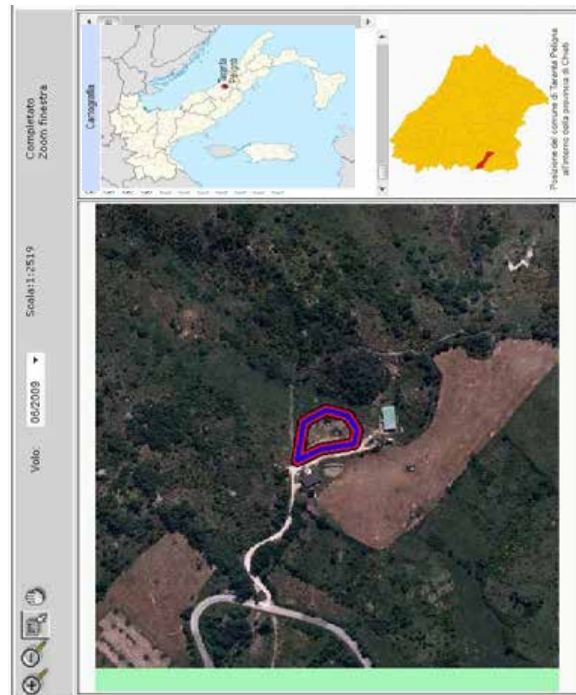 Volo: 06/2009
Scala:1:2519
Completato
Zoom finestra
Cartografia
Taranta
Peligna
Posizione del comune di Taranta Peligna
all'interno della provincia di Chieti